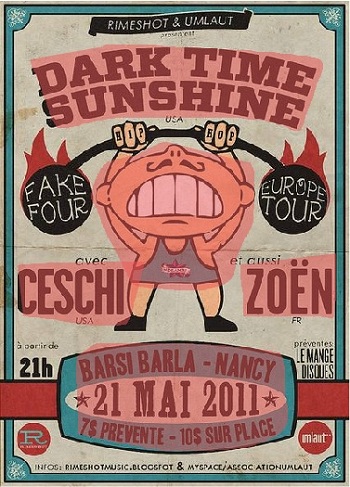 RIMESHOT & UMLAUT
présentent
DARK TIME
SUNSHINE
USA
HIP HOP
FAKE
FOUR
EUROPE
TOUR
avec
et aussi
CESCHI
ZOËN
USA
FR
à partir de
21h
préventes:
LE MANGE
DISQUES
BARSI BARLA - NANCY
21 MAI 2011
7$ PREVENTE - 10$ SUR PLACE
R
um'laut
INFOS: RIMESHOTMUSIC.BLOGSPOT & MYSPACE/ASSOCIATIONUMLAUT